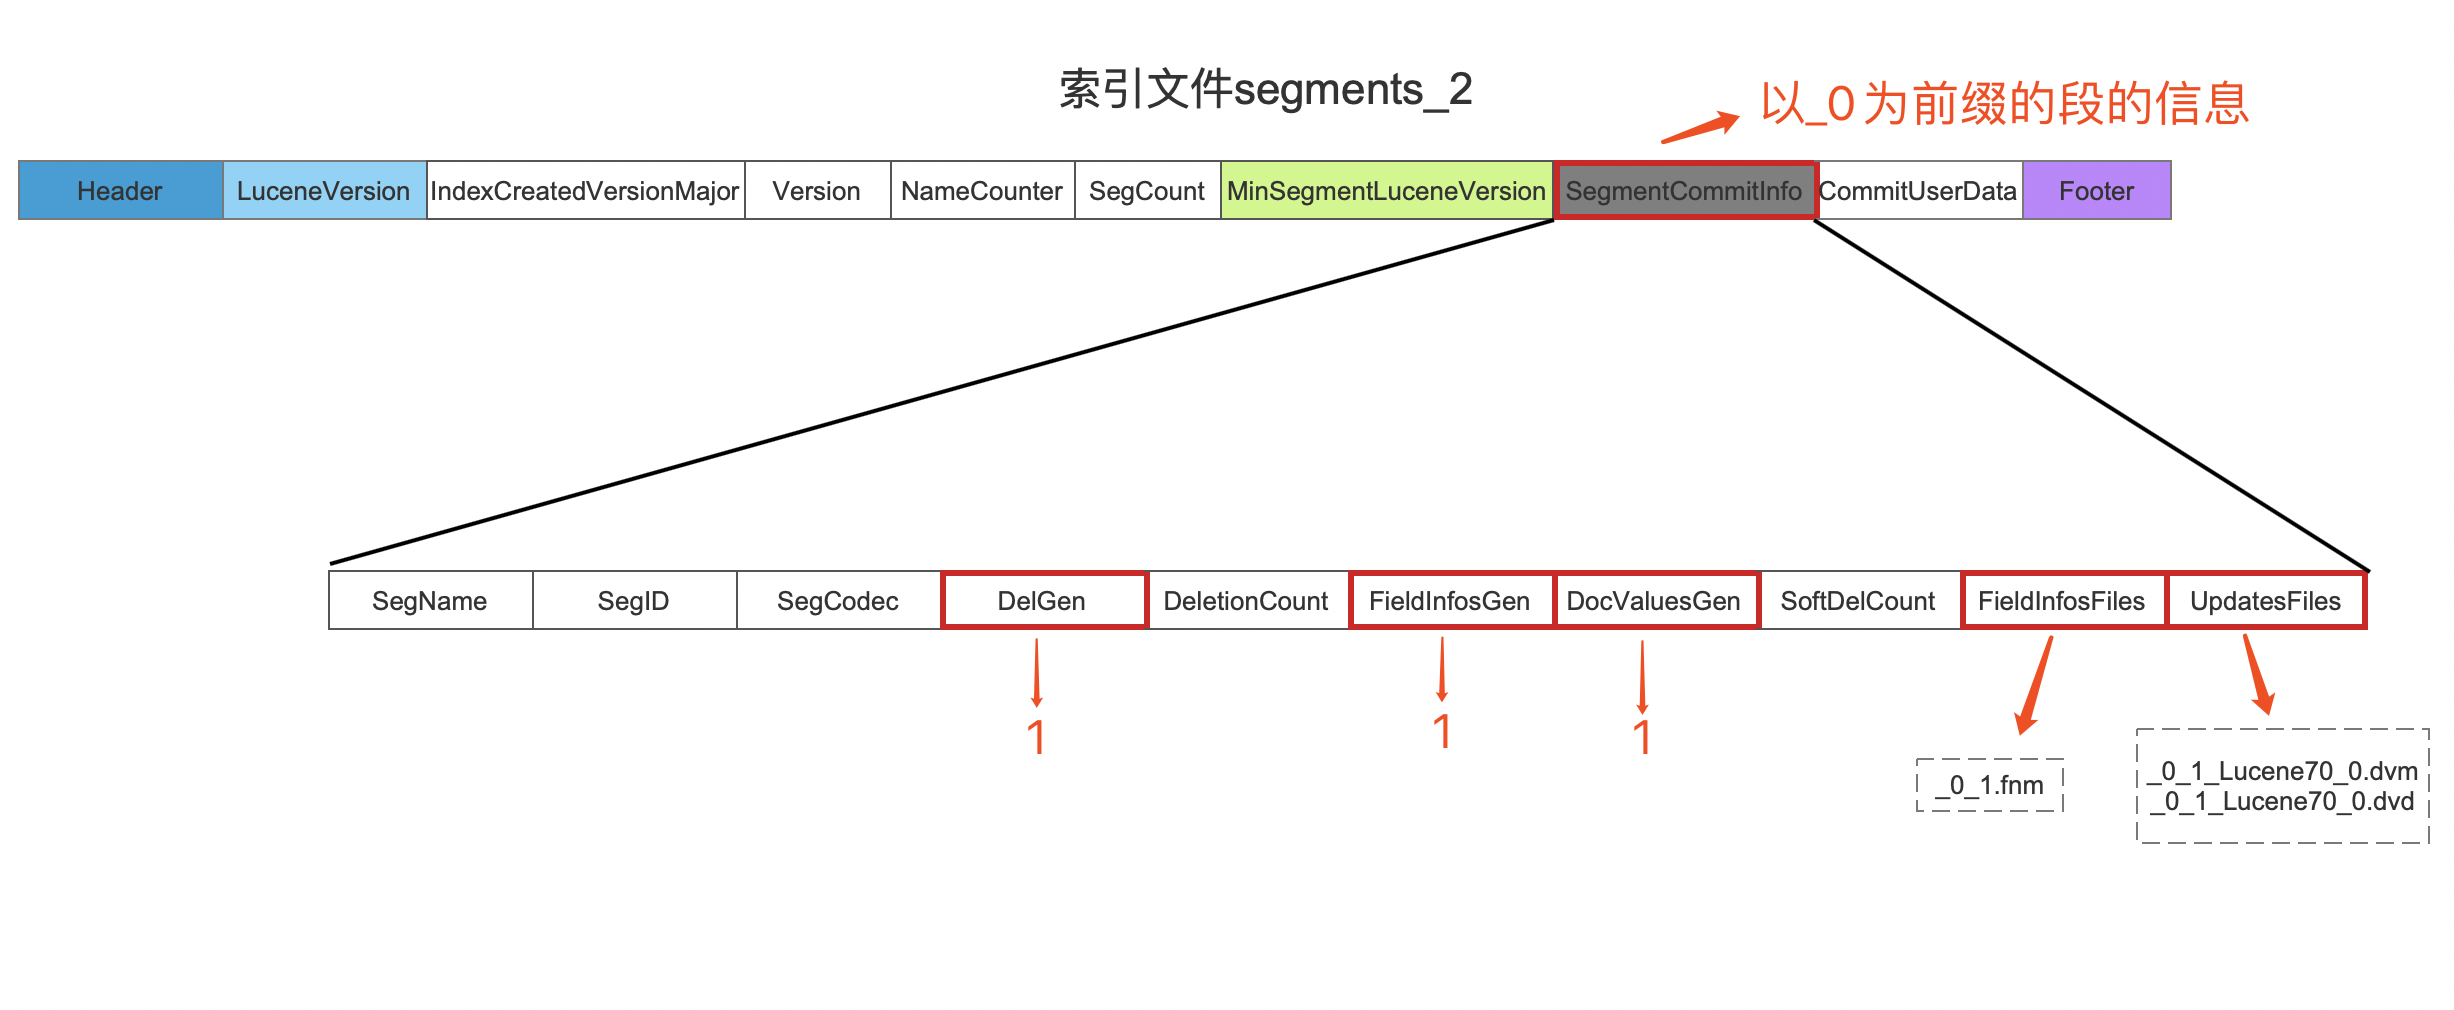 索引文件segments_2
以_0为前缀的段的信息
Header LuceneVersion IndexCreatedVersionMajor Version NameCounter SegCount MinSegmentLuceneVersion SegmentCommitInfo CommitUserData Footer
SegName SegID SegCodec DelGen DeletionCount FieldInfosGen DocValuesGen SoftDelCount FieldInfosFiles UpdatesFiles
1 1 1
_0_1.fnm
_0_1_Lucene70_0.dvm
_0_1_Lucene70_0.dvd